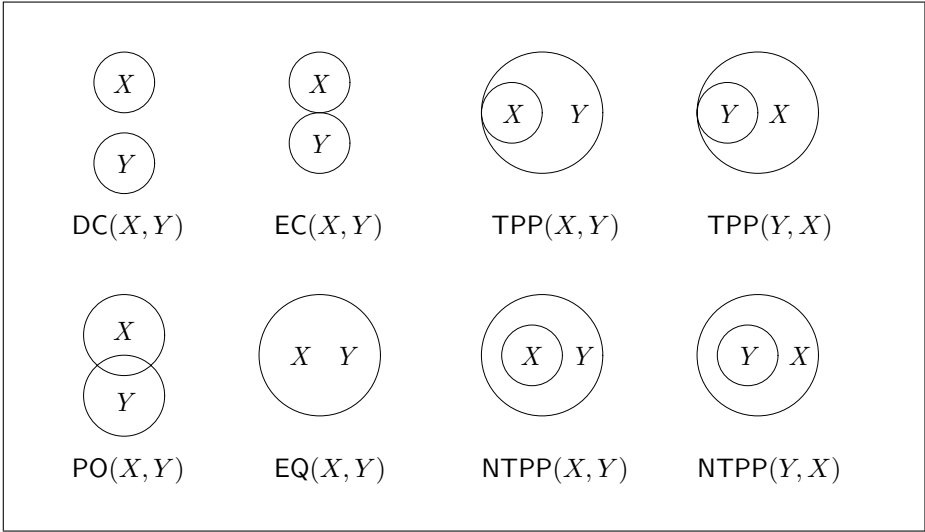 X X X Y Y X
Y Y
DC(X, Y) EC(X, Y) TPP(X, Y) TPP(Y, X)
X X Y X Y Y X
Y
PO(X, Y) EQ(X, Y) NTPP(X, Y) NTPP(Y, X)